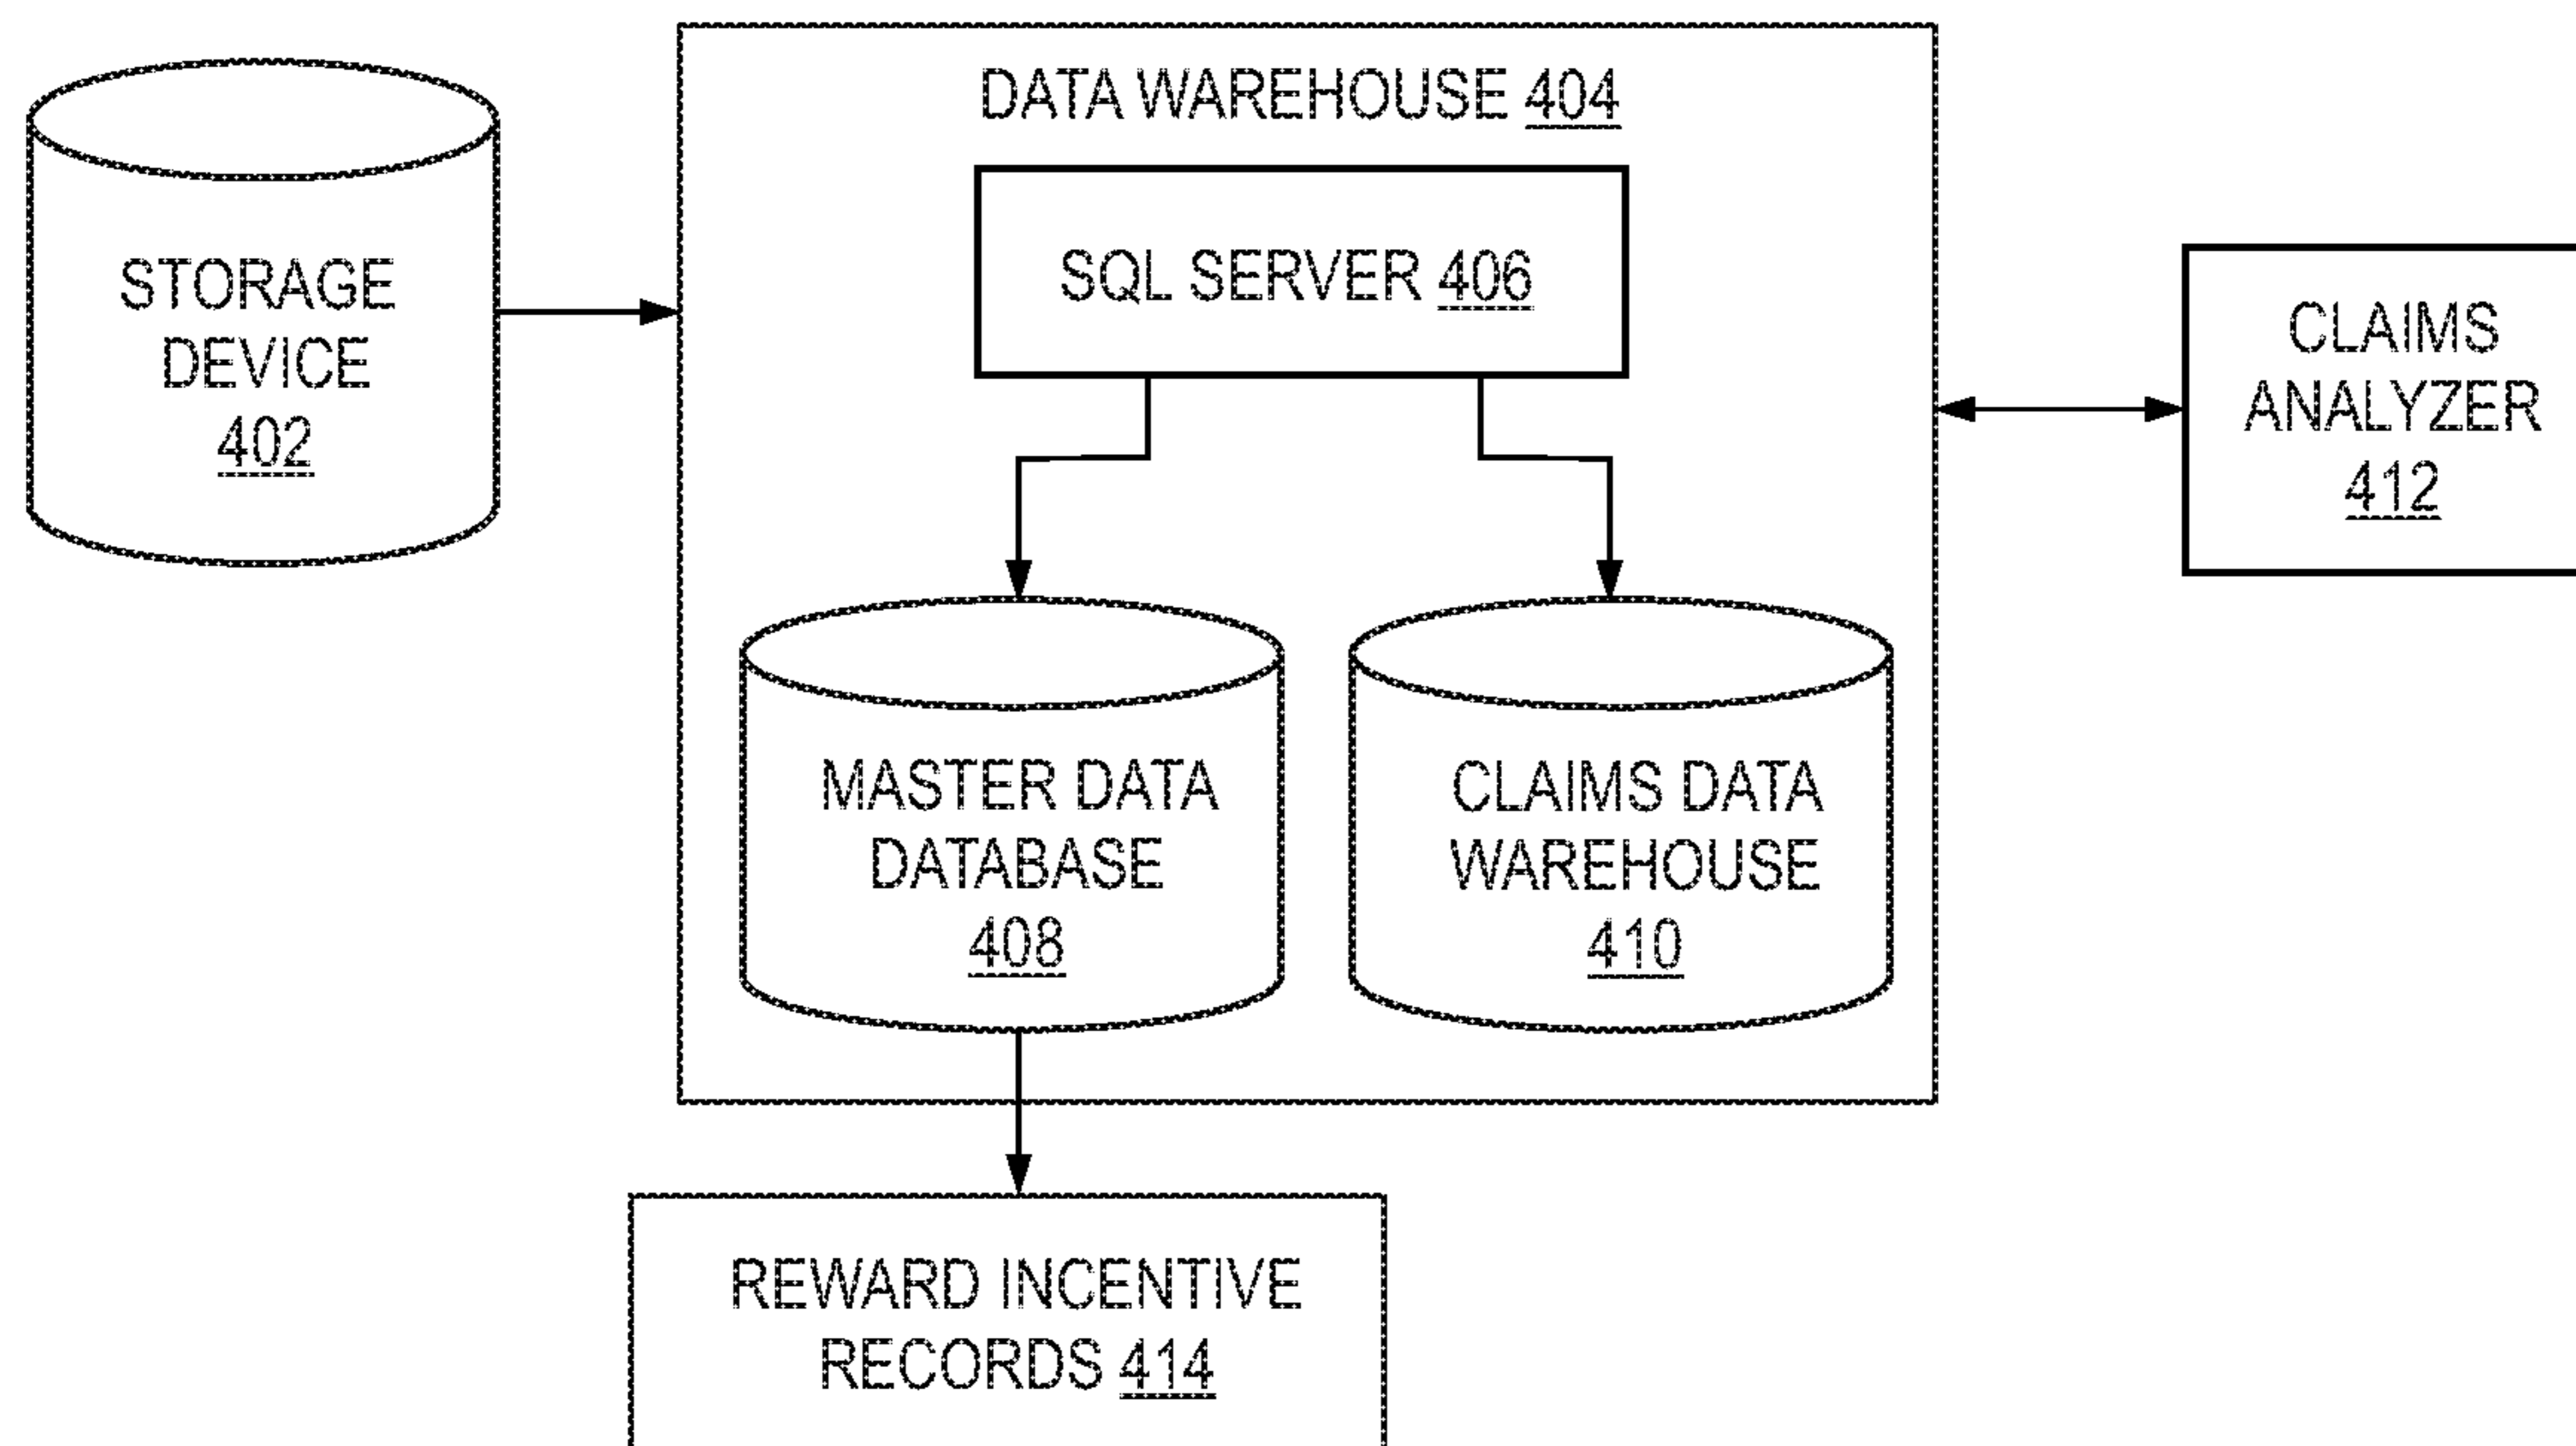 DATA WAREHOUSE 404
STORAGE
DEVICE
402
SQL SERVER 406
CLAIMS
ANALYZER
412
MASTER DATA
DATABASE
408
CLAIMS DATA
WAREHOUSE
410
REWARD INCENTIVE
RECORDS 414